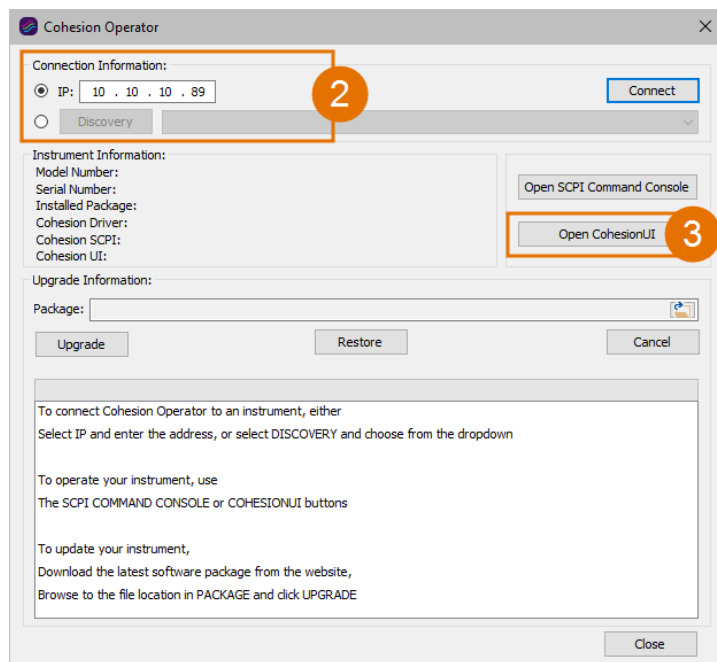 Cohesion Operator
Connection Information:
IP: 10 . 10 . 10 . 89
2
Connect
Discovery
Instrument Information:
Model Number:
Serial Number:
Installed Package:
Cohesion Driver:
Cohesion SCPI:
Cohesion UI:
Open SCPI Command Console
Open CohesionUI
3
Upgrade Information:
Package:
Upgrade
Restore
Cancel
To connect Cohesion Operator to an instrument, either
Select IP and enter the address, or select DISCOVERY and choose from the dropdown
To operate your instrument, use
The SCPI COMMAND CONSOLE or COHESIONUI buttons
To update your instrument,
Download the latest software package from the website,
Browse to the file location in PACKAGE and click UPGRADE
Close